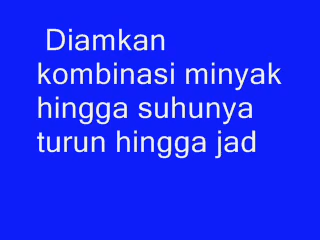 Diamkan
kombinasi minyak
hingga suhunya
turun hingga jad